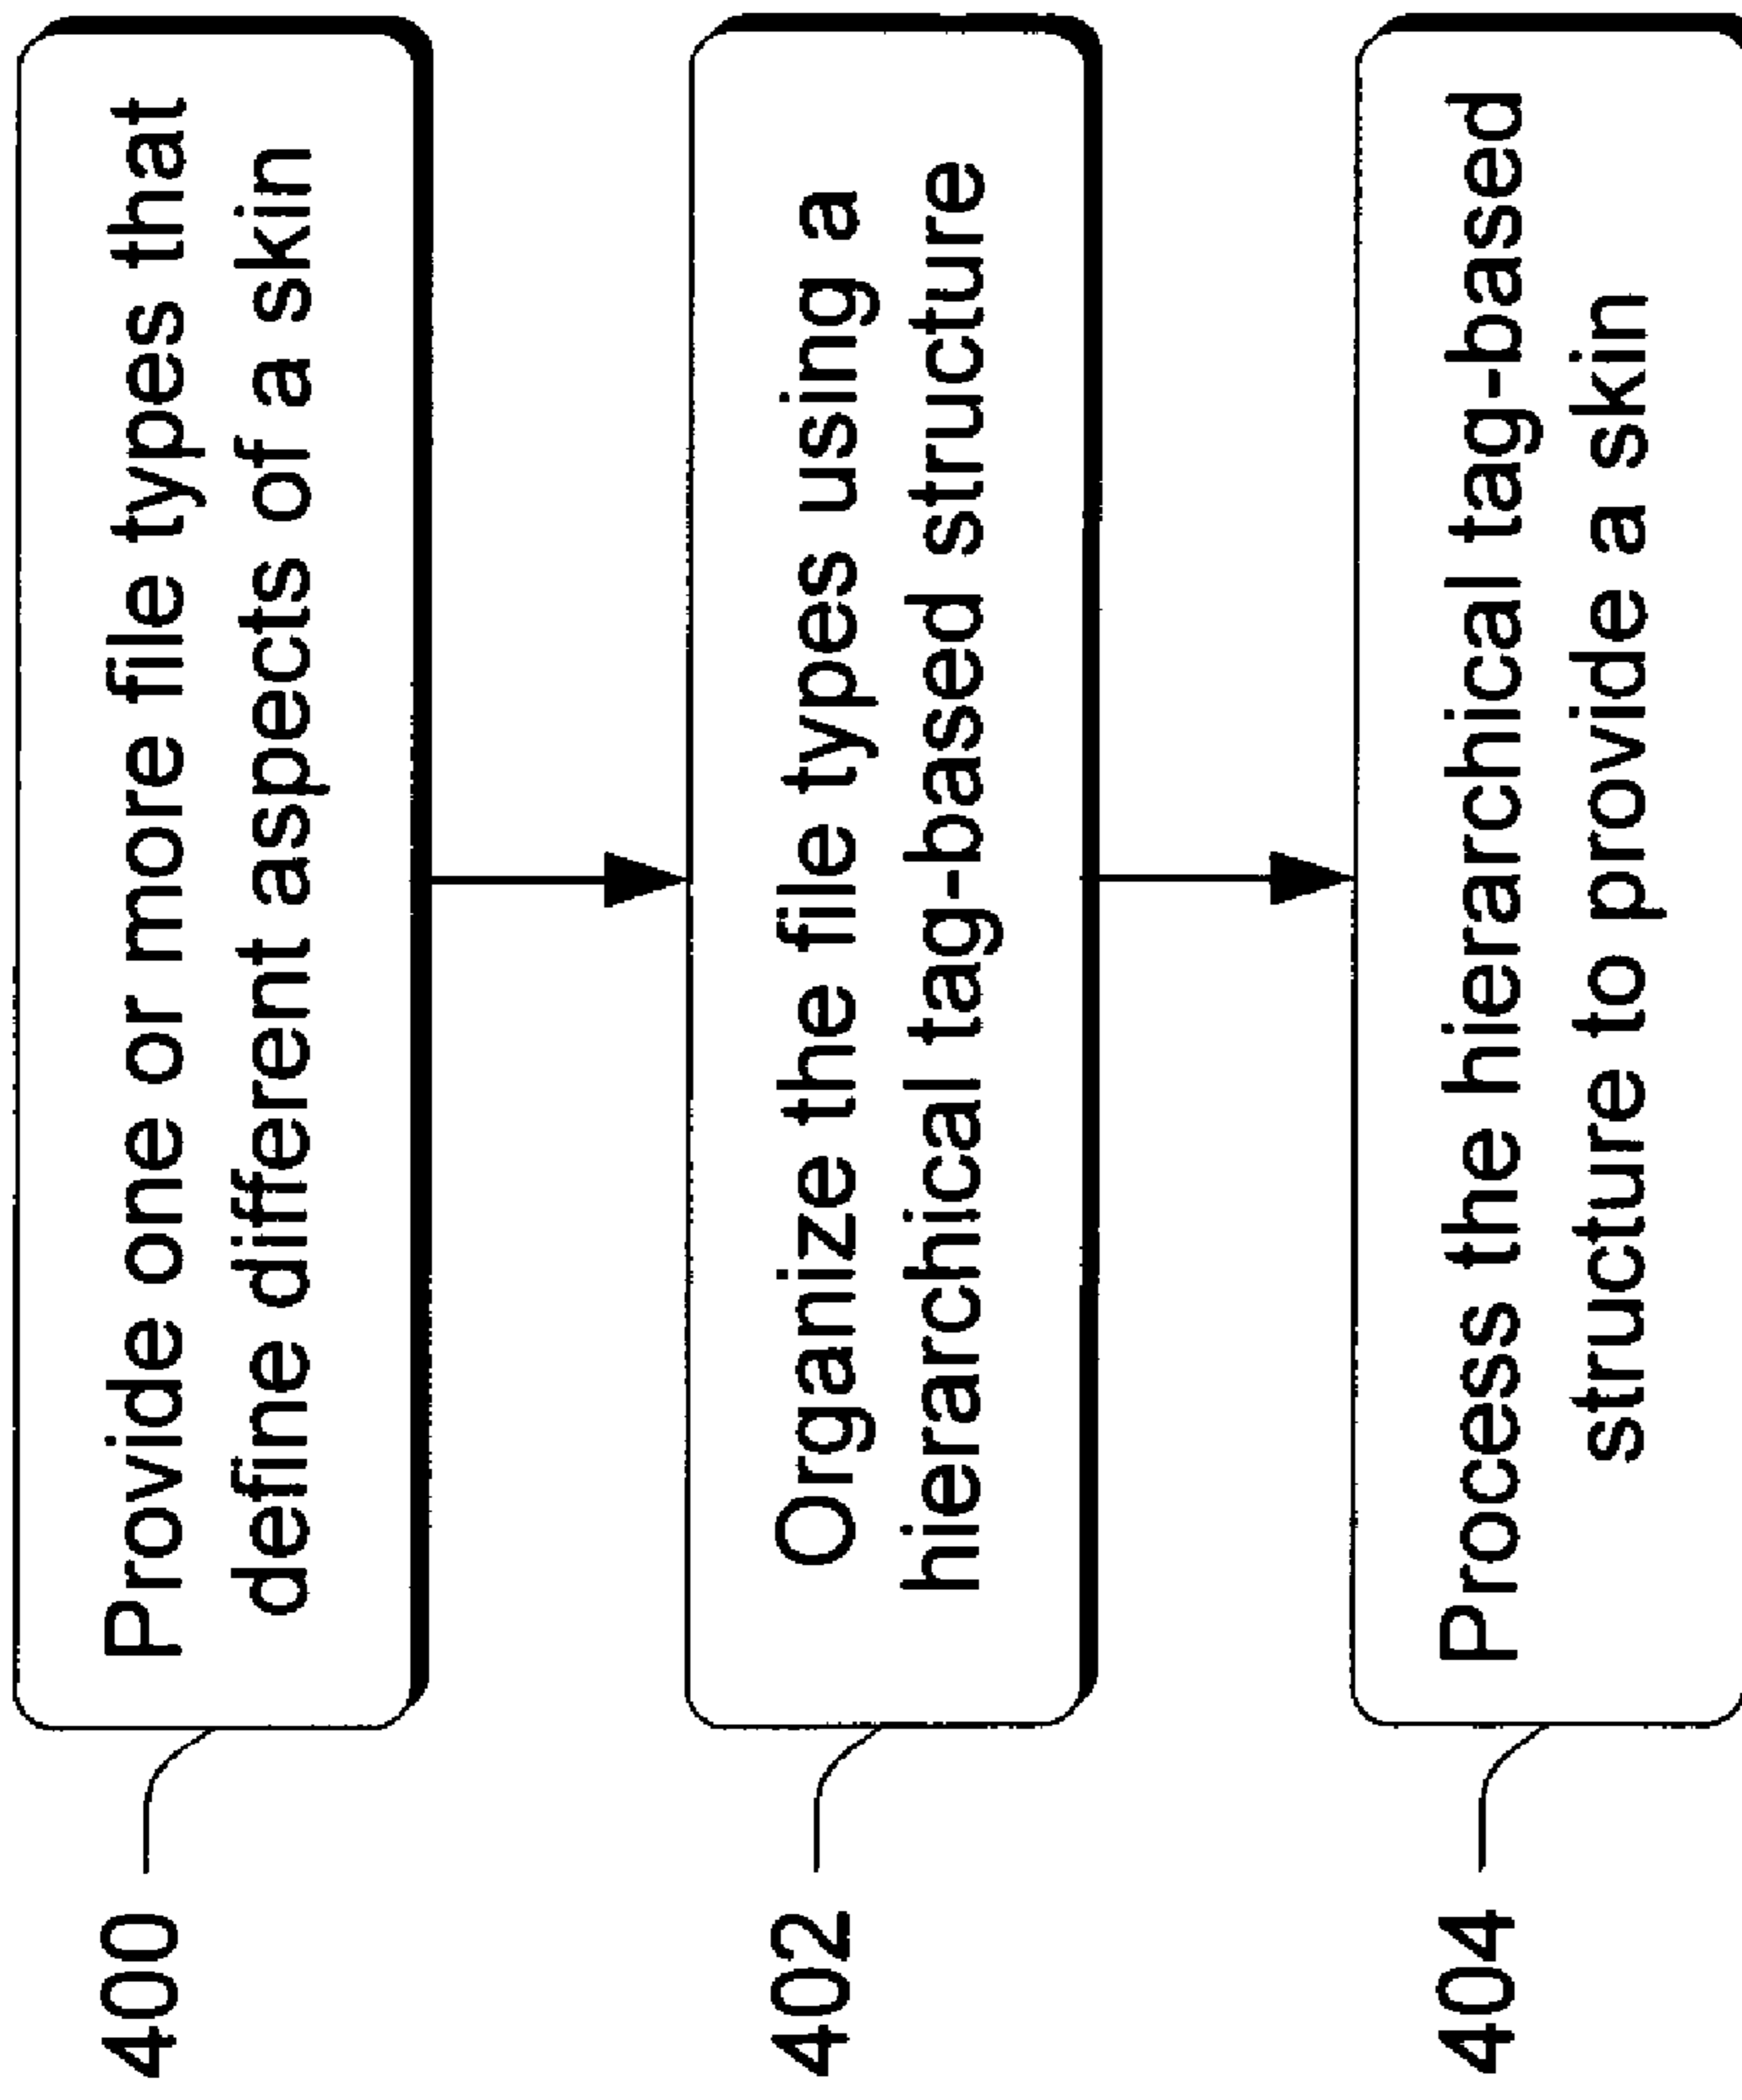 400
Provide one or more file types that
define different aspects of a skin
402
Organize the file types using a
hierarchical tag-based structure
404
Process the hierarchical tag-based
structure to provide a skin